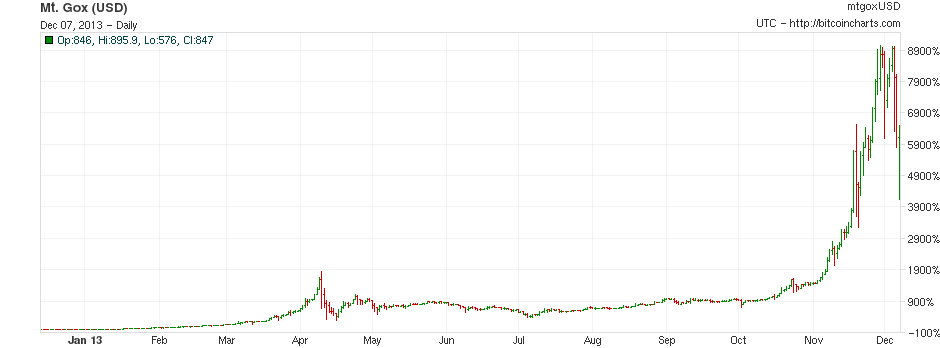 Mt. Gox (USD)
mtgoxUSD
Dec 07, 2013 – Daily
UTC – http://bitcoincharts.com
Op:846, Hi:895.9, Lo:576, Cl:847
8900%
7900%
6900%
5900%
4900%
3900%
2900%
1900%
900%
-100%
Jan 13 Feb Mar Apr May Jun Jul Aug Sep Oct Nov Dec